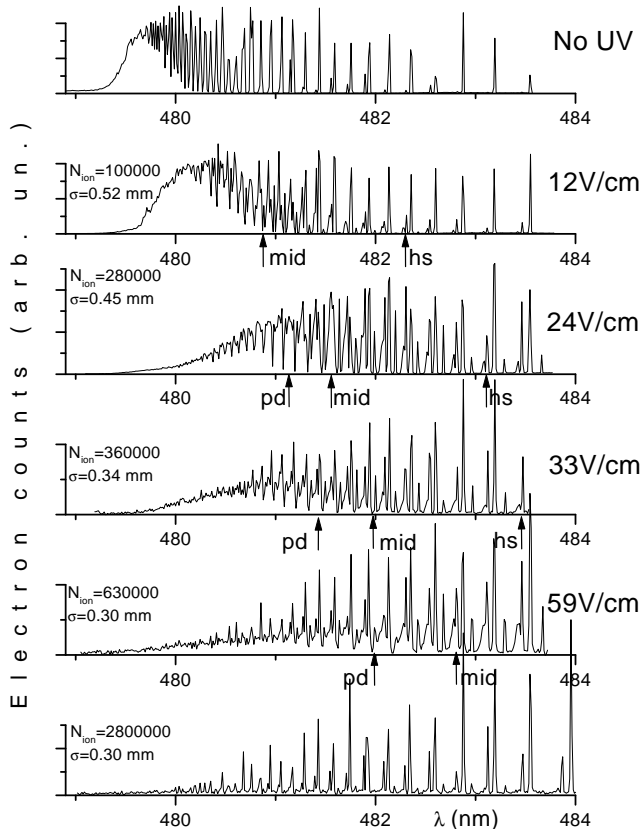 Electron counts (arb. un.)
No UV
480 482 484
N_ion=100000
σ=0.52 mm
12V/cm
480 482 484
mid hs
N_ion=280000
σ=0.45 mm
24V/cm
480 482 484
pd mid hs
N_ion=360000
σ=0.34 mm
33V/cm
480 482 484
pd mid hs
N_ion=630000
σ=0.30 mm
59V/cm
480 482 484
pd mid
N_ion=2800000
σ=0.30 mm
480 482 λ (nm) 484